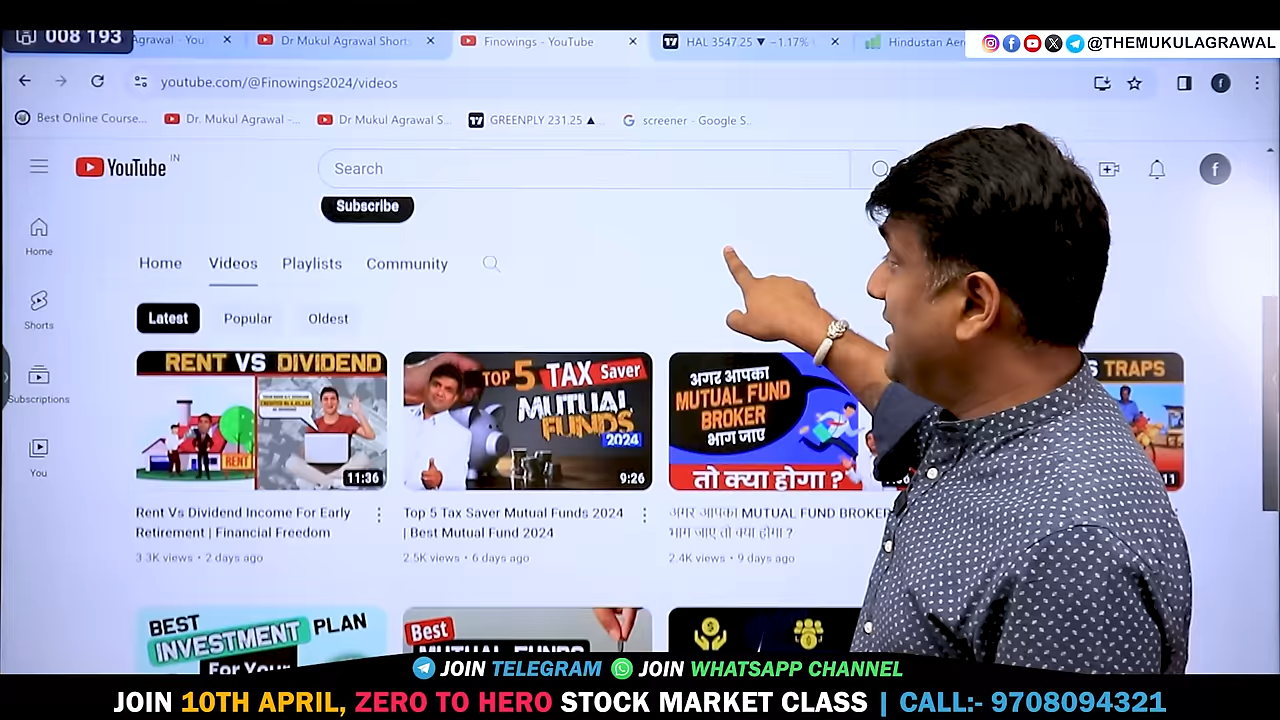 008 193
Agrawal - You
Dr Mukul Agrawal Short
Finowings - YouTube
HAL 3547.25 ▼ −1.17%
Hindustan Aer
@THEMUKULAGRAWAL
youtube.com/@Finowings2024/videos
f
Best Online Course...
Dr. Mukul Agrawal -...
Dr Mukul Agrawal S...
GREENPLY 231.25 ▲...
screener - Google S...
YouTube IN
Search
f
Subscribe
Home
Shorts
Subscriptions
You
Home Videos Playlists Community
Latest Popular Oldest
RENT VS DIVIDEND
RENT
11:36
TOP 5 TAX Saver
MUTUAL
FUNDS
2024
9:26
अगर आपका
MUTUAL FUND
BROKER
भाग जाए
तो क्या होगा ?
TRAPS
11
Rent Vs Dividend Income For Early
Retirement | Financial Freedom
3.3K views • 2 days ago
Top 5 Tax Saver Mutual Funds 2024
| Best Mutual Fund 2024
2.5K views • 6 days ago
अगर आपका MUTUAL FUND BROKER
भाग जाए तो क्या होगा ?
2.4K views • 9 days ago
BEST
INVESTMENT PLAN
For Your
Best
MUTUAL FUNDS
JOIN TELEGRAM JOIN WHATSAPP CHANNEL
JOIN 10TH APRIL, ZERO TO HERO STOCK MARKET CLASS | CALL:- 9708094321